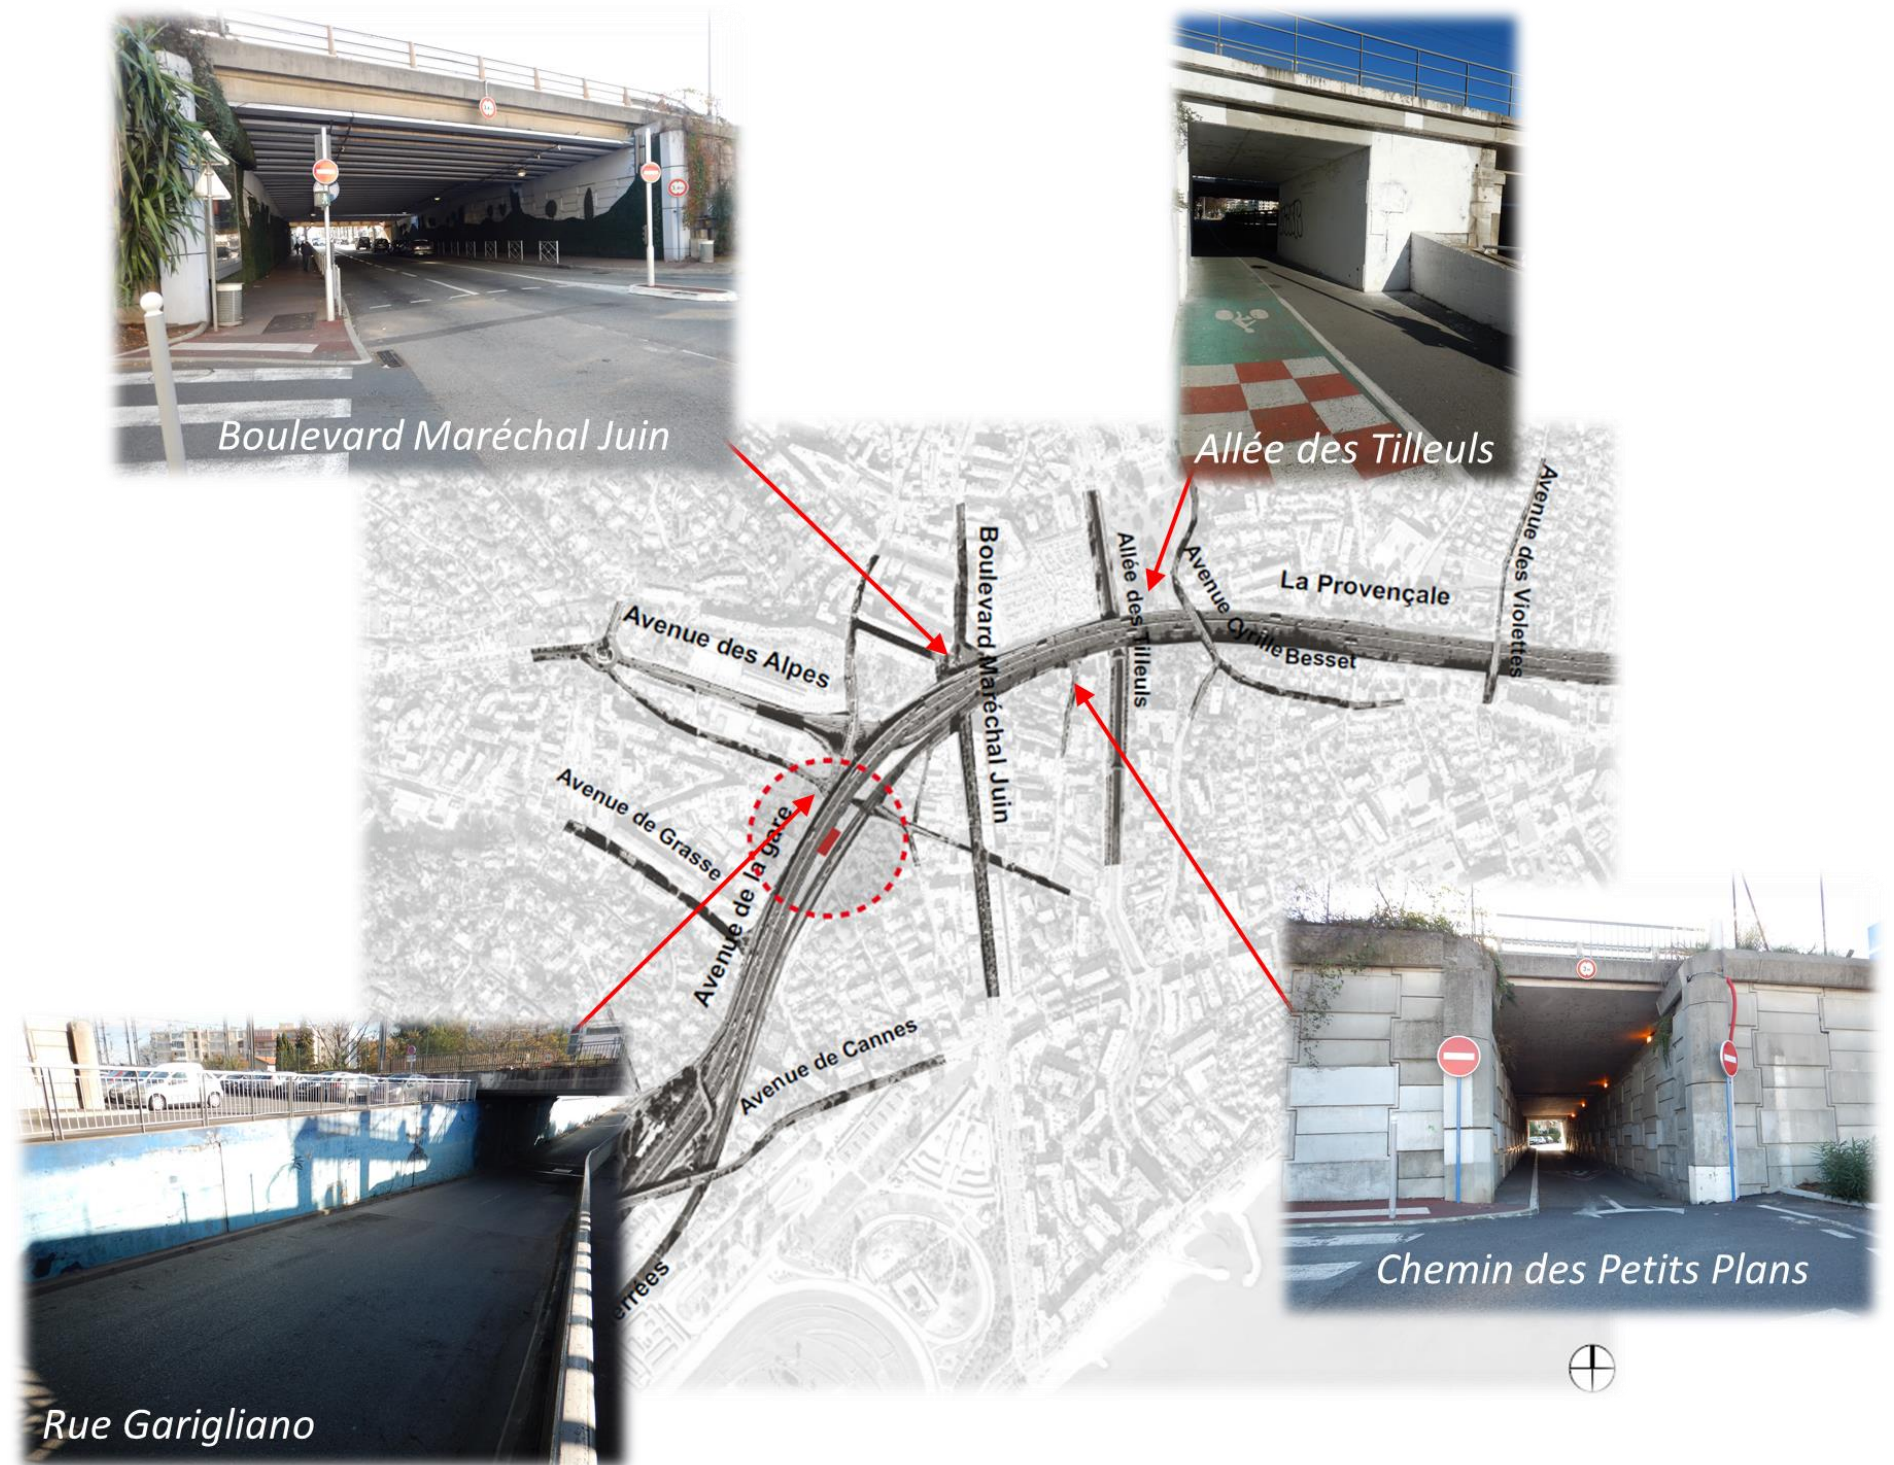 Boulevard Maréchal Juin
Allée des Tilleuls
Avenue des Violettes
Boulevard Maréchal Juin
Allée des Tilleuls
Avenue Cyrille Besset
La Provençale
Avenue des Alpes
Avenue de Grasse
Avenue de la gare
Avenue de Cannes
errées
Chemin des Petits Plans
Rue Garigliano